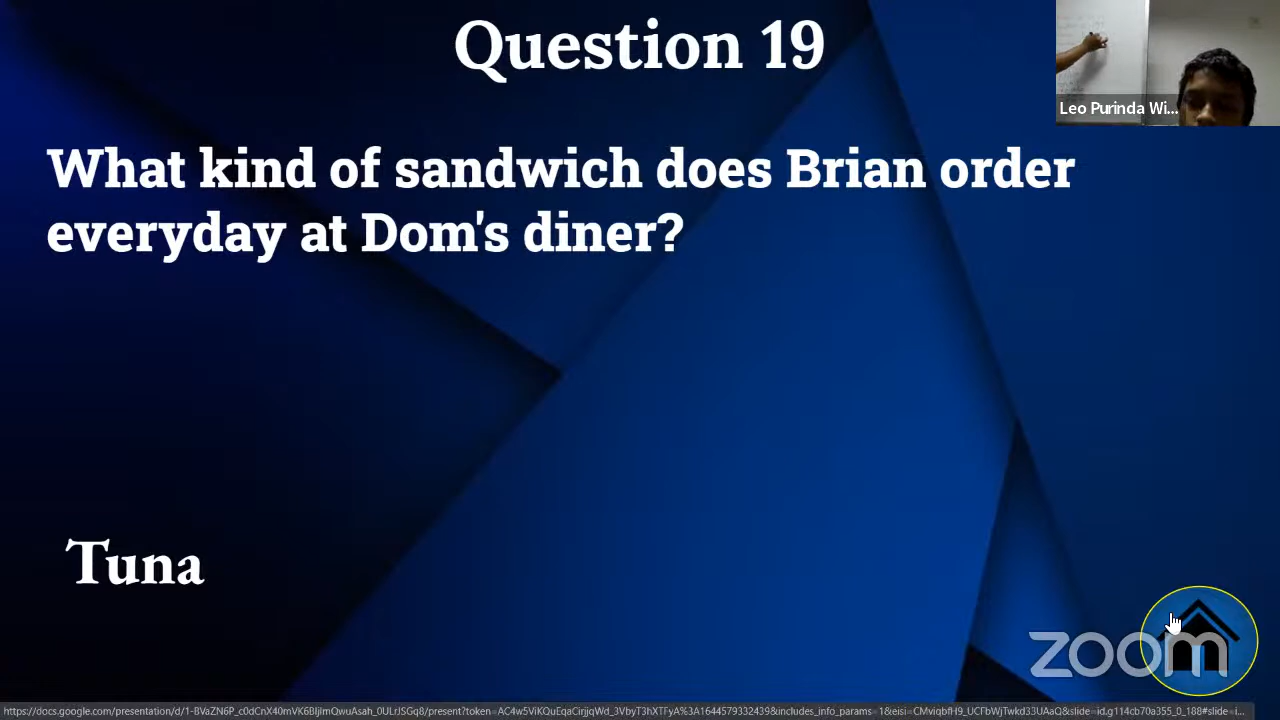 Question 19
Leo Purinda Wi...
What kind of sandwich does Brian order
everyday at Dom's diner?
Tuna
zoom